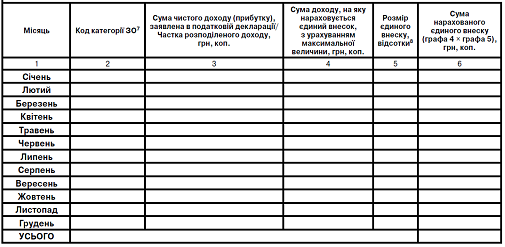 Місяць
Код категорії ЗО⁷
Сума чистого доходу (прибутку),
заявлена в податковій декларації/
Частка розподіленого доходу,
грн, коп.
Сума доходу, на яку
нараховується
єдиний внесок,
з урахуванням
максимальної
величини, грн, коп.
Розмір
єдиного
внеску,
відсотки⁸
Сума
нарахованого
єдиного внеску
(графа 4 × графа 5),
грн, коп.
1 2 3 4 5 6
Січень
Лютий
Березень
Квітень
Травень
Червень
Липень
Серпень
Вересень
Жовтень
Листопад
Грудень
УСЬОГО